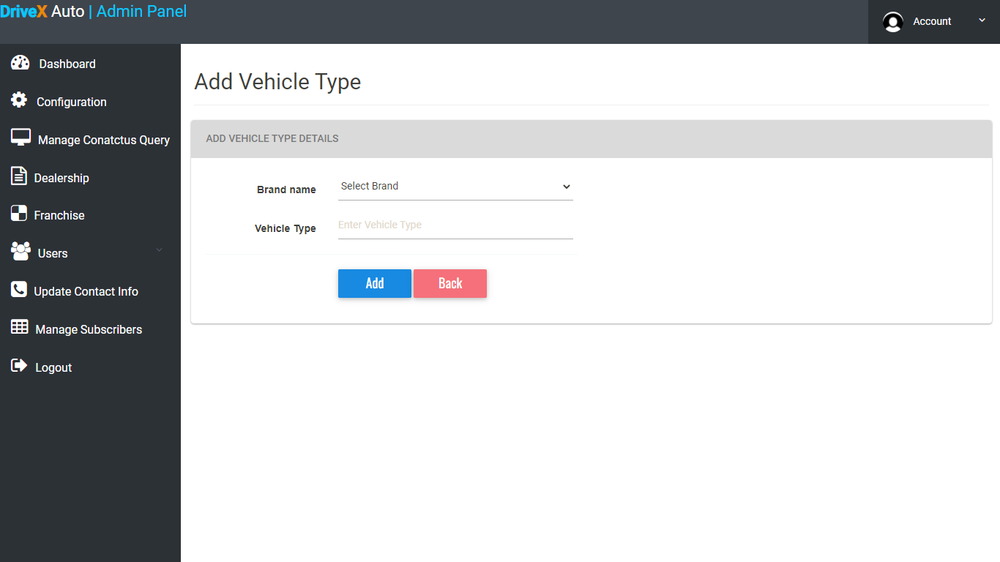 DriveX Auto | Admin Panel
Account
Dashboard
Configuration
Manage Conatctus Query
Dealership
Franchise
Users
Update Contact Info
Manage Subscribers
Logout
Add Vehicle Type
ADD VEHICLE TYPE DETAILS
Brand name Select Brand
Vehicle Type Enter Vehicle Type
Add Back